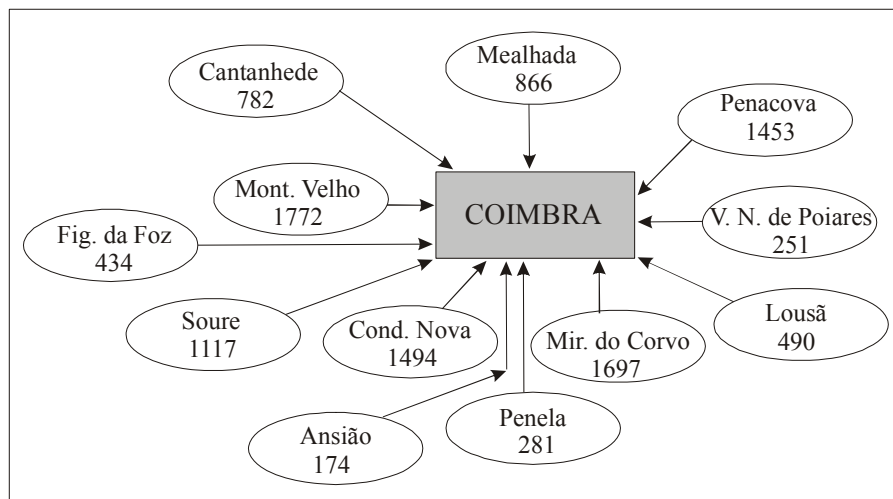 Cantanhede
782
Mealhada
866
Penacova
1453
Mont. Velho
1772
COIMBRA
V. N. de Poiares
251
Fig. da Foz
434
Soure
1117
Cond. Nova
1494
Mir. do Corvo
1697
Lousã
490
Ansião
174
Penela
281